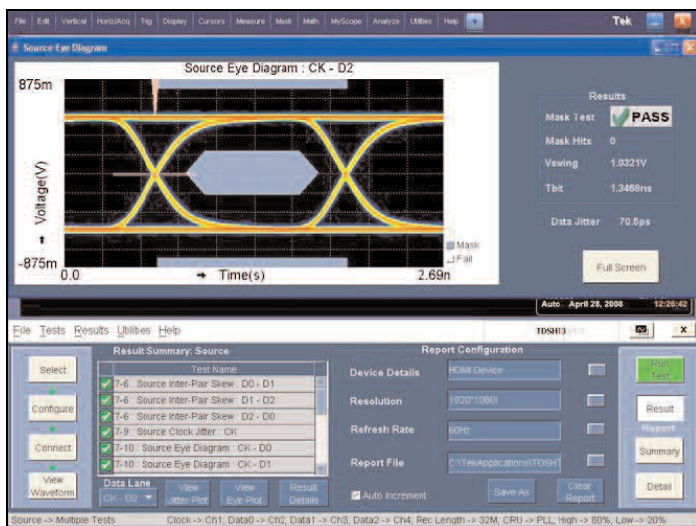 File Edit Vertical Horiz/Acq Trig Display Cursors Measure Mask Math MyScope Analyze Utilities Help Tek
Source Eye Diagram
Source Eye Diagram : CK - D2
875m
Voltage(V)
-875m
0.0
Time(s)
2.69n
Mask
Fail
Results
Mask Test PASS
Mask Hits 0
Vswing 1.0321V
Tbit 1.3468ns
Data Jitter 70.5ps
Full Screen
Auto April 28, 2008 12:26:42
File Tests Results Utilities Help TDSHT3
Select
Configure
Connect
View Waveform
Result Summary: Source
Test Name
7-6 : Source Inter-Pair Skew : D0 - D1
7-6 : Source Inter-Pair Skew : D1 - D2
7-6 : Source Inter-Pair Skew : D2 - D0
7-9 : Source Clock Jitter : CK
7-10 : Source Eye Diagram : CK - D0
7-10 : Source Eye Diagram : CK - D1
Data Lane
CK - D2
View Jitter Plot
View Eye Plot
Result Details
Report Configuration
Device Details HDMI Device
Resolution 1920*1080i
Refresh Rate 60Hz
Report File C:\TekApplications\TDSHT
Auto Increment
Save As
Clear Report
Run Test
Result
Report
Summary
Detail
Source -> Multiple Tests Clock -> Ch1, Data0 -> Ch2, Data1 -> Ch3, Data2 -> Ch4, Rec Length -> 32M, CRU -> PLL, High -> 80%, Low -> 20%